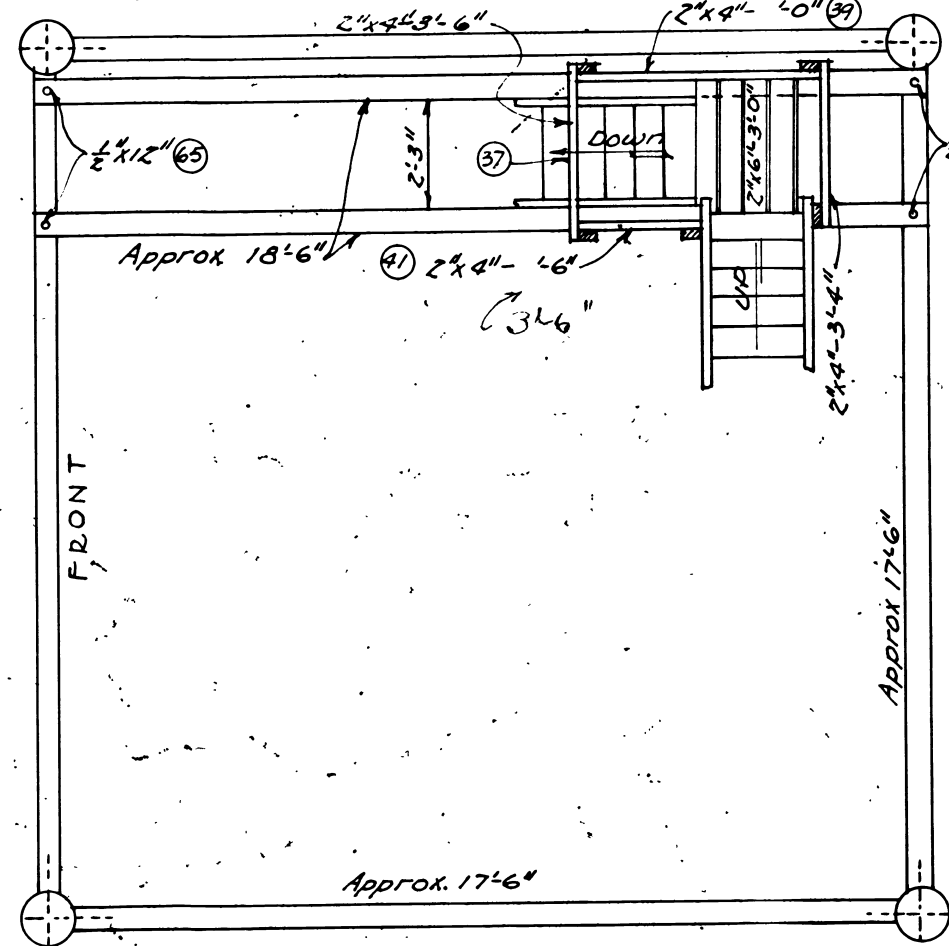 2"x4"-3'-6"
2"x4"- '-0" 39
1/2"x12" 65
2'-3"
37
Down
2"x6"-3'-0"
Approx 18'-6"
41 2"x4"- '-6"
3'-6"
UP
2"x4"-3'-4"
FRONT
Approx 17'-6"
Approx. 17'-6"